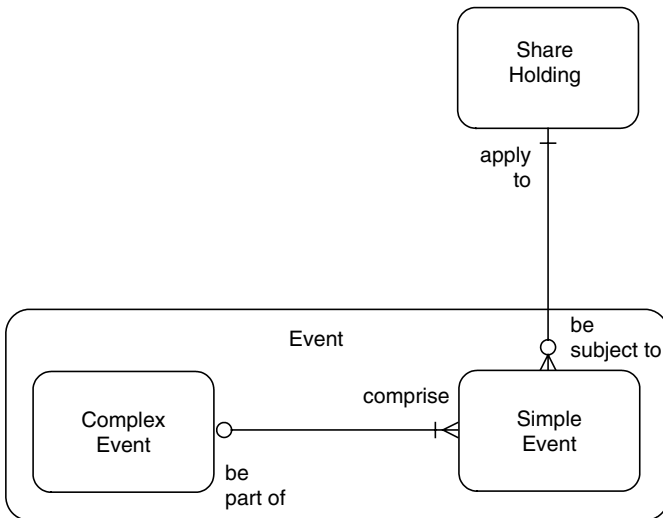 Share
Holding
apply
to
Event
be
subject to
comprise
Complex
Event
Simple
Event
be
part of